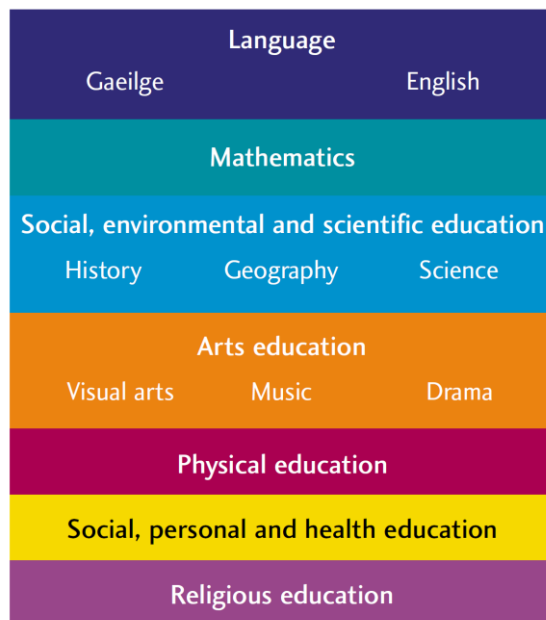 Language
Gaeilge English
Mathematics
Social, environmental and scientific education
History Geography Science
Arts education
Visual arts Music Drama
Physical education
Social, personal and health education
Religious education